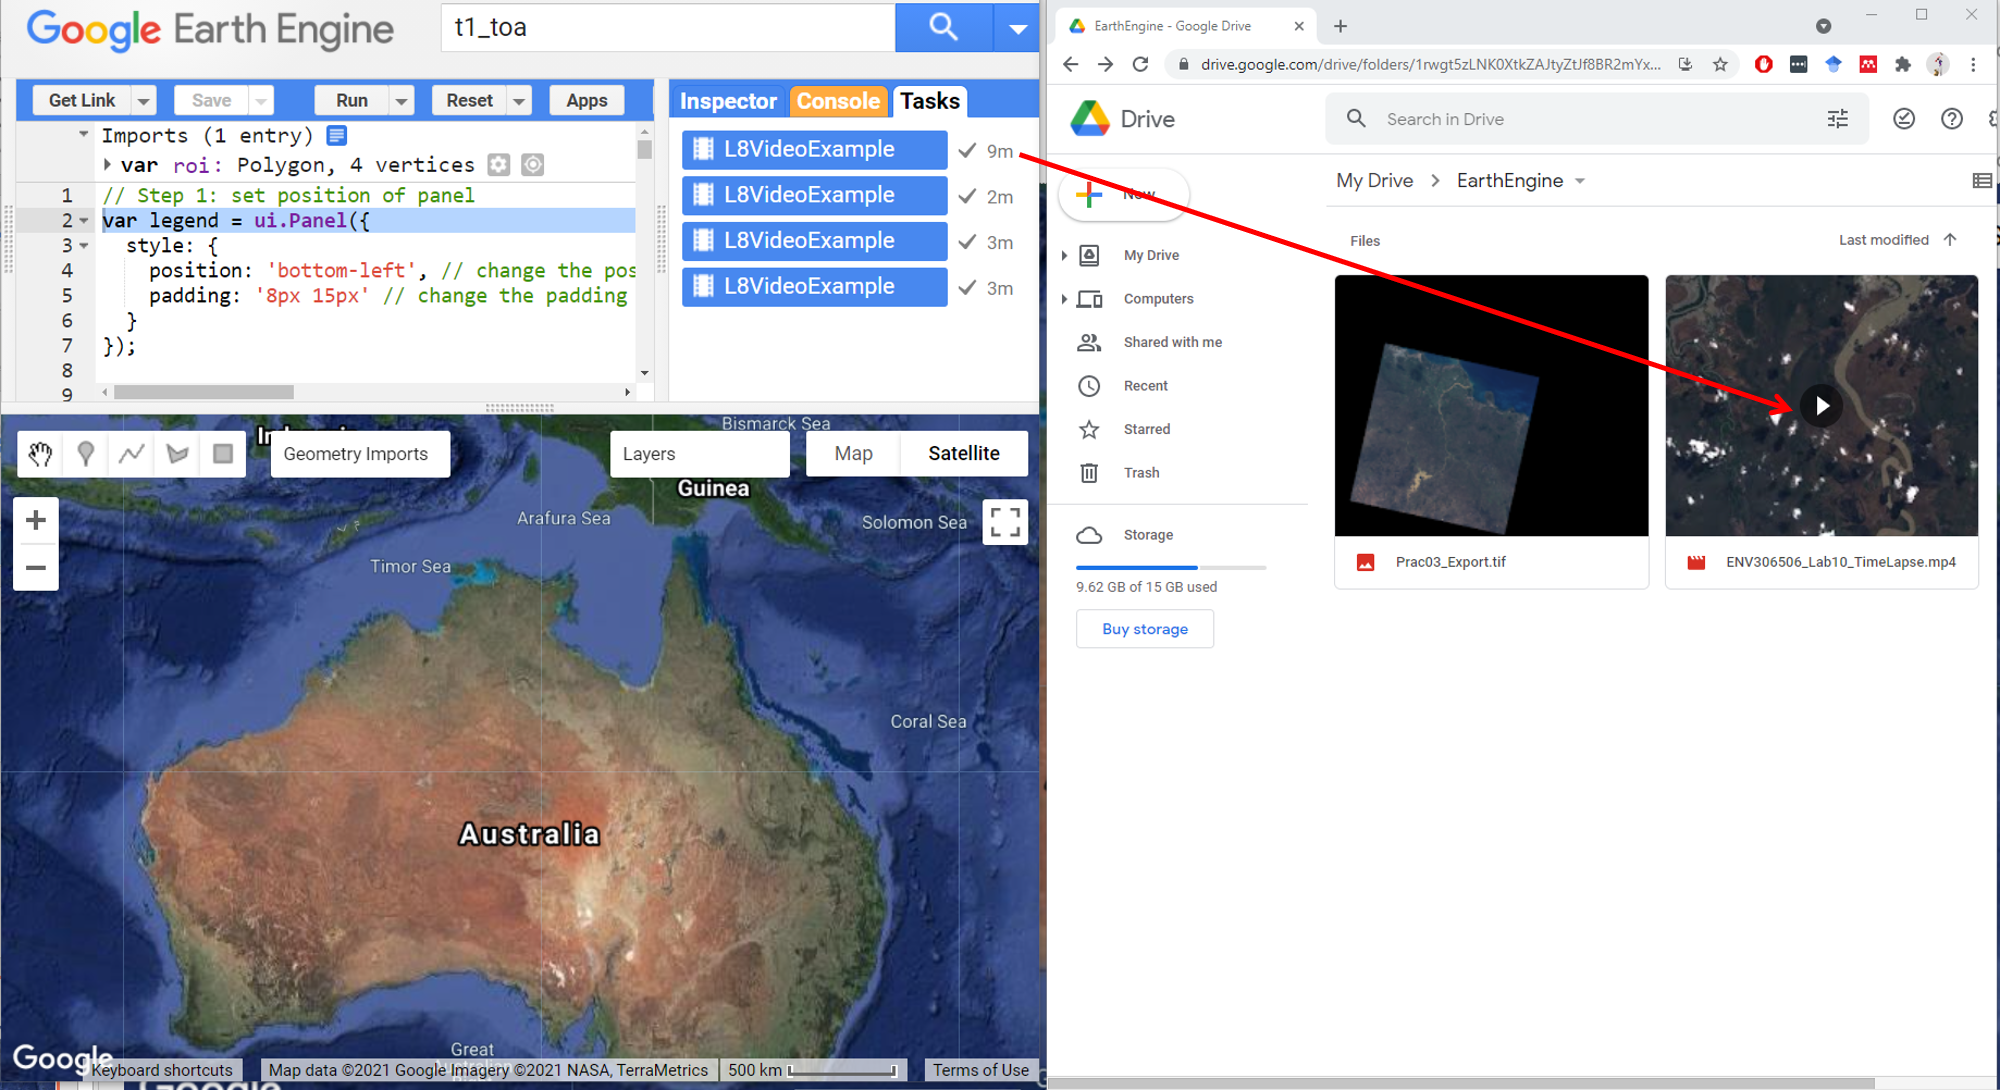 Google Earth Engine
t1_toa
Get Link
Save
Run
Reset
Apps
Imports (1 entry)
var roi: Polygon, 4 vertices
1 // Step 1: set position of panel
2 var legend = ui.Panel({
3 style: {
4 position: 'bottom-left', // change the pos
5 padding: '8px 15px' // change the padding
6 }
7 });
8
9
Inspector
Console
Tasks
L8VideoExample 9m
L8VideoExample 2m
L8VideoExample 3m
L8VideoExample 3m
Geometry Imports
Layers
Map
Satellite
Bismarck Sea
Guinea
Arafura Sea
Solomon Sea
Timor Sea
Coral Sea
Australia
Great
Google
Keyboard shortcuts
Map data ©2021 Google Imagery ©2021 NASA, TerraMetrics
500 km
Terms of Use
EarthEngine - Google Drive
drive.google.com/drive/folders/1rwgt5zLNK0XtkZAJtyZtJf8BR2mYx...
Drive
Search in Drive
New
My Drive
Computers
Shared with me
Recent
Starred
Trash
Storage
9.62 GB of 15 GB used
Buy storage
My Drive > EarthEngine
Files
Last modified
Prac03_Export.tif
ENV306506_Lab10_TimeLapse.mp4